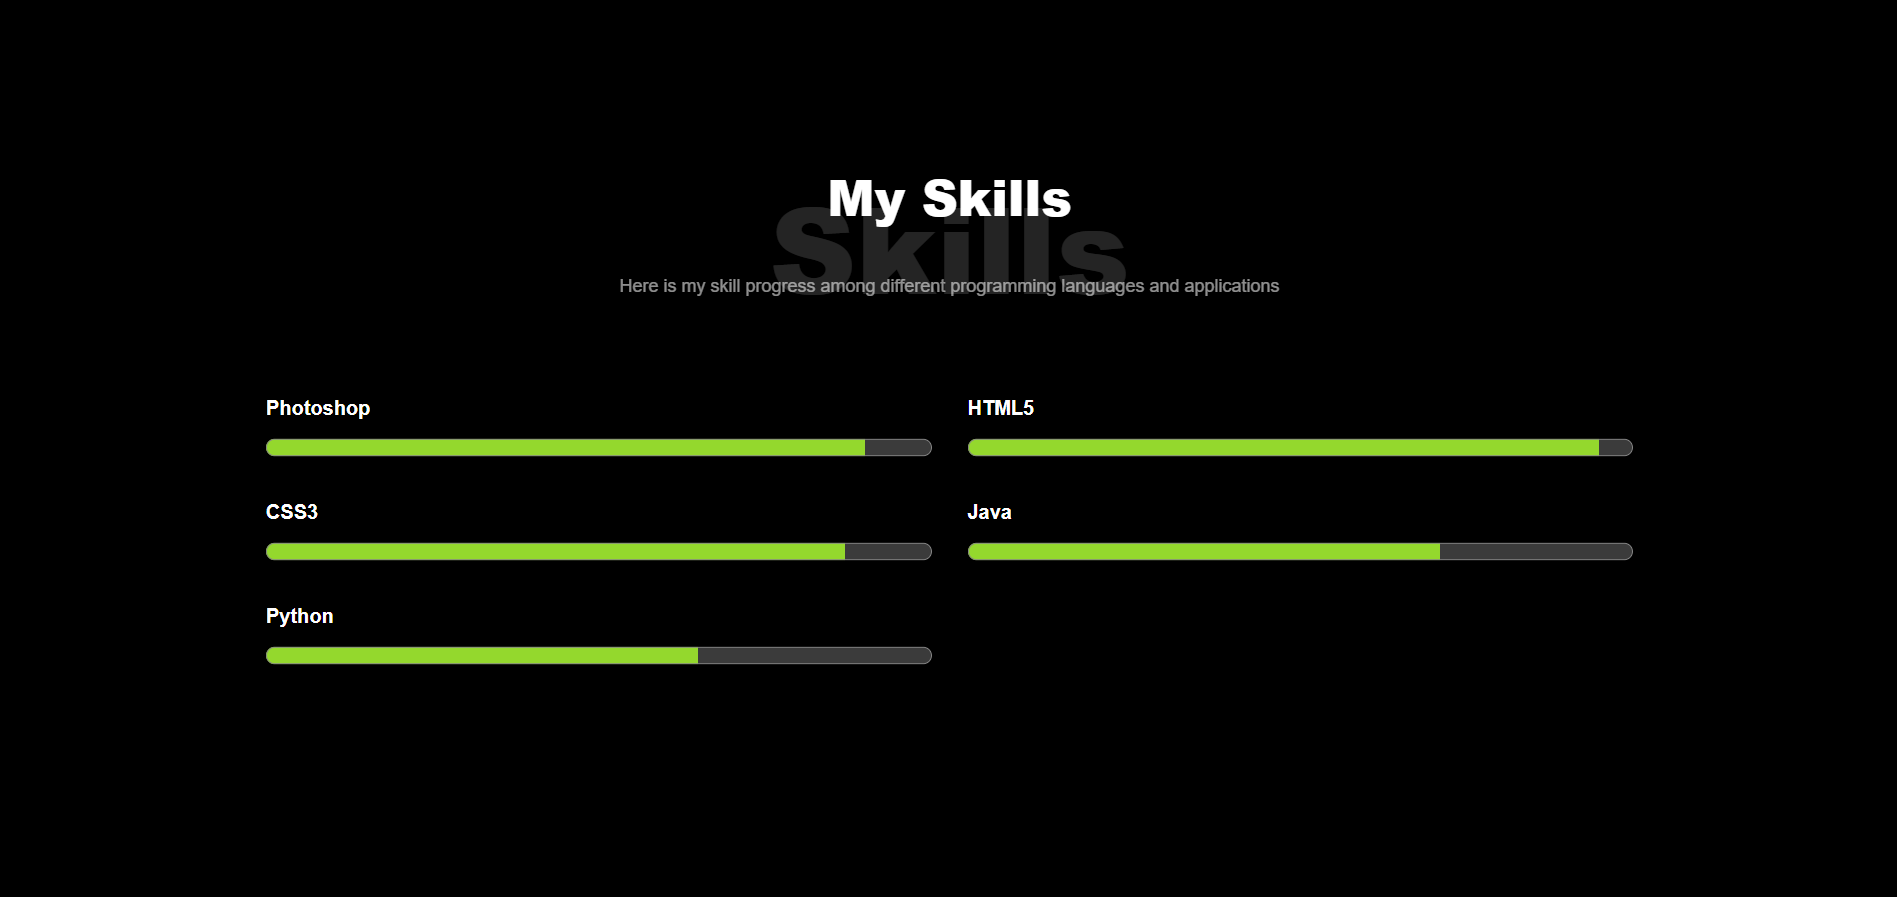 My Skills
Skills
Here is my skill progress among different programming languages and applications
Photoshop
HTML5
CSS3
Java
Python